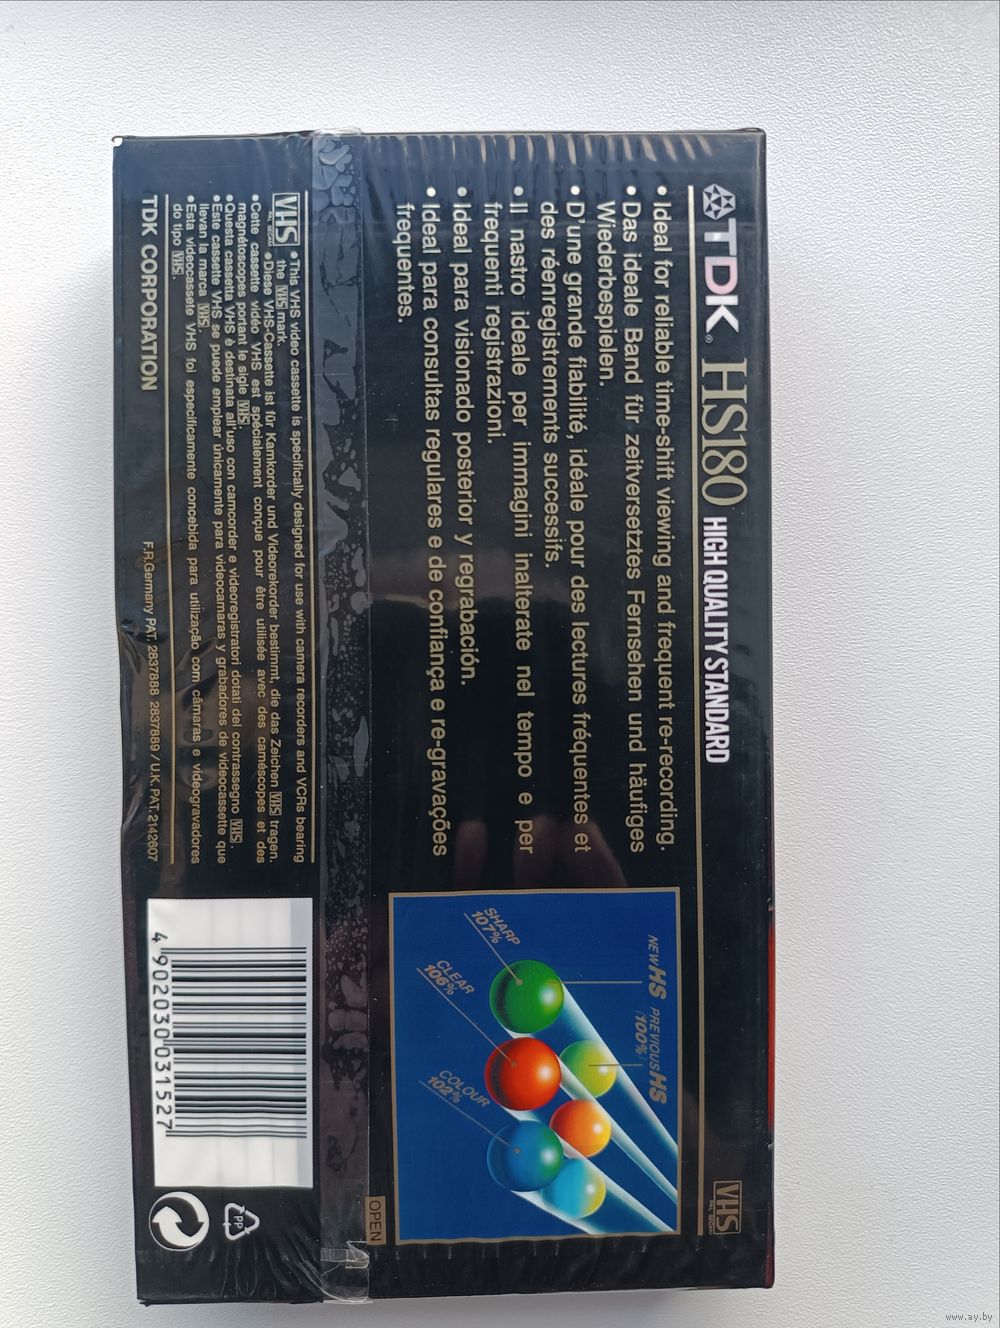 TDK® HS180 HIGH QUALITY STANDARD
VHS
PAL SECAM
• Ideal for reliable time-shift viewing and frequent re-recording.
• Das ideale Band für zeitversetztes Fernsehen und häufiges
Wiederbespielen.
• D'une grande fiabilité, idéale pour des lectures fréquentes et
des réenregistrements successifs.
• Il nastro ideale per immagini inalterate nel tempo e per
frequenti registrazioni.
• Ideal para visionado posterior y regrabación.
• Ideal para consultas regulares e de confiança e re-gravações
frequentes.
NEW HS PREVIOUS HS
(100%)
SHARP
107%
CLEAR
106%
COLOUR
102%
OPEN
VHS
PAL SECAM
• This VHS video cassette is specifically designed for use with camera recorders and VCRs bearing
the VHS mark.
• Diese VHS-Cassette ist für Kamkorder und Videorekorder bestimmt, die das Zeichen VHS tragen.
• Cette cassette vidéo VHS est spécialement conçue pour être utilisée avec des caméscopes et des
magnétoscopes portant le sigle VHS.
• Questa cassetta VHS è destinata all'uso con camcorder e videoregistratori dotati del contrassegno VHS.
• Este cassette VHS se puede emplear únicamente para videocamaras y grabadores de videocassette que
llevan la marca VHS.
• Esta videocassete VHS foi especificamente concebida para utilização com câmaras e videogravadores
do tipo VHS.
TDK CORPORATION
F.R.Germany PAT. 2837888 2837889 / U.K. PAT. 2142607
4 902030 031527
PP
www.ay.by